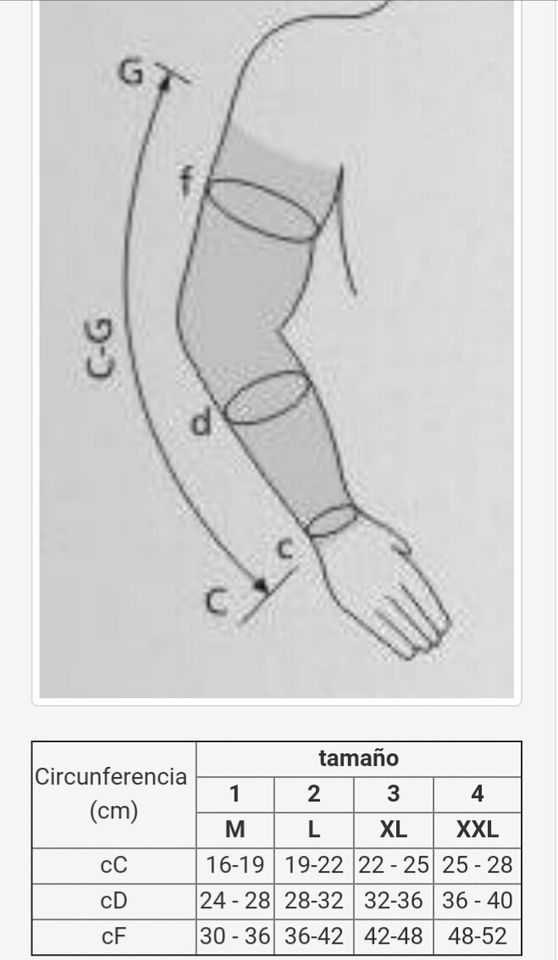 G
f
C-G
d
c
C
Circunferencia (cm) tamaño
1 2 3 4
M L XL XXL
cC 16-19 19-22 22 - 25 25 - 28
cD 24 - 28 28-32 32-36 36 - 40
cF 30 - 36 36-42 42-48 48-52